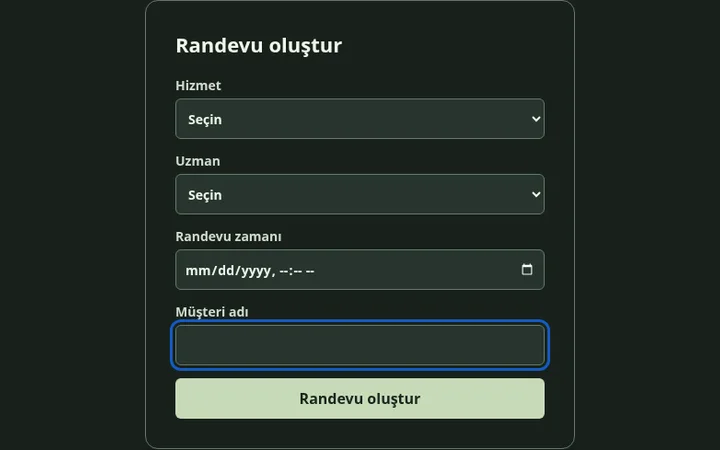 Randevu oluştur
Hizmet
Seçin
Uzman
Seçin
Randevu zamanı
mm/dd/yyyy, --:-- --
Müşteri adı
Randevu oluştur